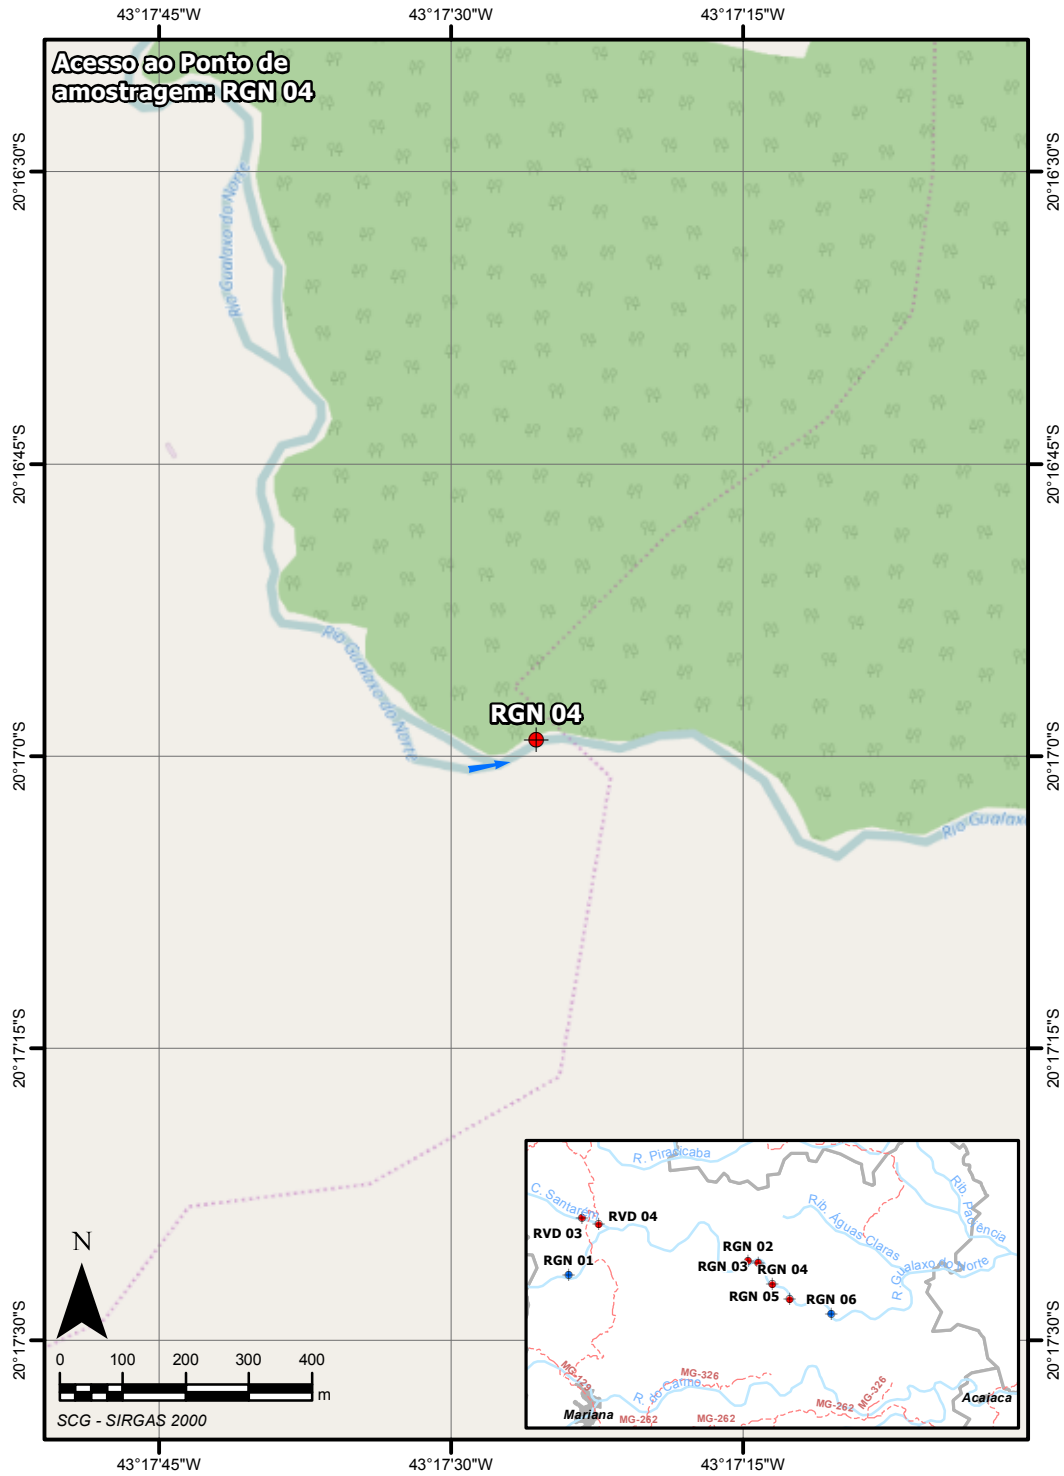 43°17'45"W
43°17'30"W
43°17'15"W
Acesso ao Ponto de
amostragem: RGN 04
20°16'30"S
20°16'30"S
Rio Gualaxo do Norte
20°16'45"S
20°16'45"S
Rio Gualaxo do Norte
RGN 04
20°17'0"S
20°17'0"S
Rio Gualaxo
20°17'15"S
20°17'15"S
R. Piracicaba
C. Santarém
RVD 03
RVD 04
Rib. Águas Claras
Rib. Paciência
RGN 01
RGN 02
RGN 03
RGN 04
RGN 05
RGN 06
R. Gualaxo do Norte
MG-129
MG-326
R. do Carmo
MG-326
MG-262
Mariana
MG-262
MG-262
Acaiaca
N
20°17'30"S
20°17'30"S
0 100 200 300 400
m
SCG - SIRGAS 2000
43°17'45"W
43°17'30"W
43°17'15"W